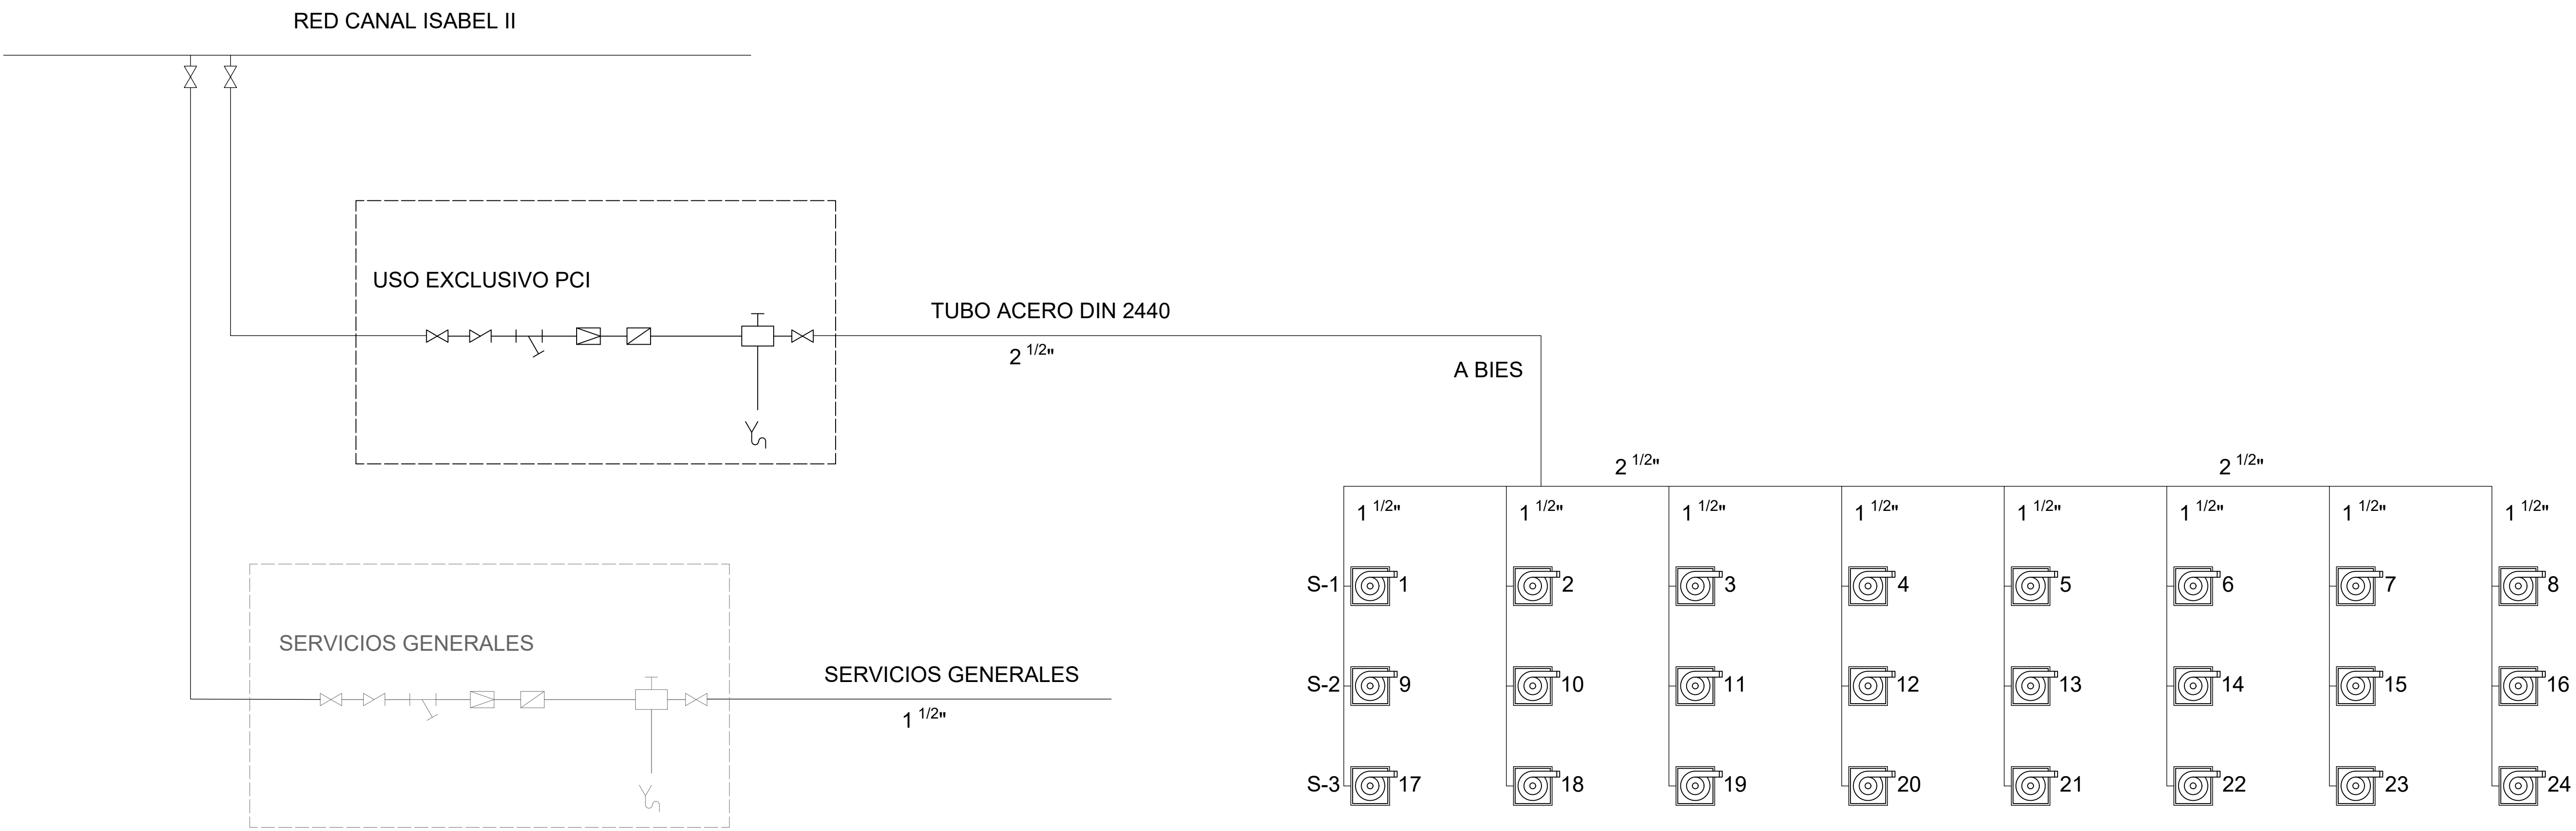 RED CANAL ISABEL II
USO EXCLUSIVO PCI
TUBO ACERO DIN 2440
2 1/2"
A BIES
2 1/2" 2 1/2"
1 1/2" 1 1/2" 1 1/2" 1 1/2" 1 1/2" 1 1/2" 1 1/2" 1 1/2"
S-1 1 2 3 4 5 6 7 8
SERVICIOS GENERALES
SERVICIOS GENERALES
1 1/2"
S-2 9 10 11 12 13 14 15 16
S-3 17 18 19 20 21 22 23 24